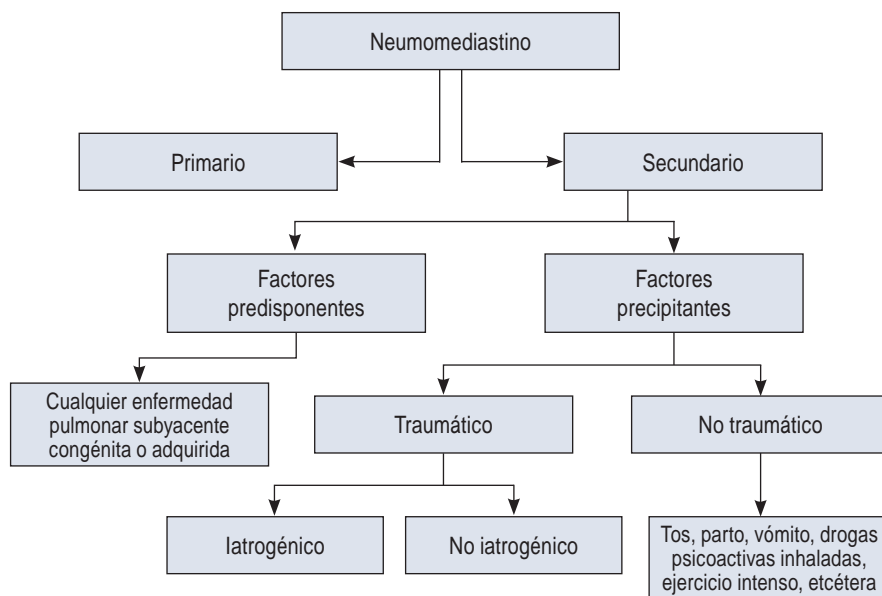 Neumomediastino
Primario
Secundario
Factores
predisponentes
Factores
precipitantes
Cualquier enfermedad
pulmonar subyacente
congénita o adquirida
Traumático
No traumático
Iatrogénico
No iatrogénico
Tos, parto, vómito, drogas
psicoactivas inhaladas,
ejercicio intenso, etcétera